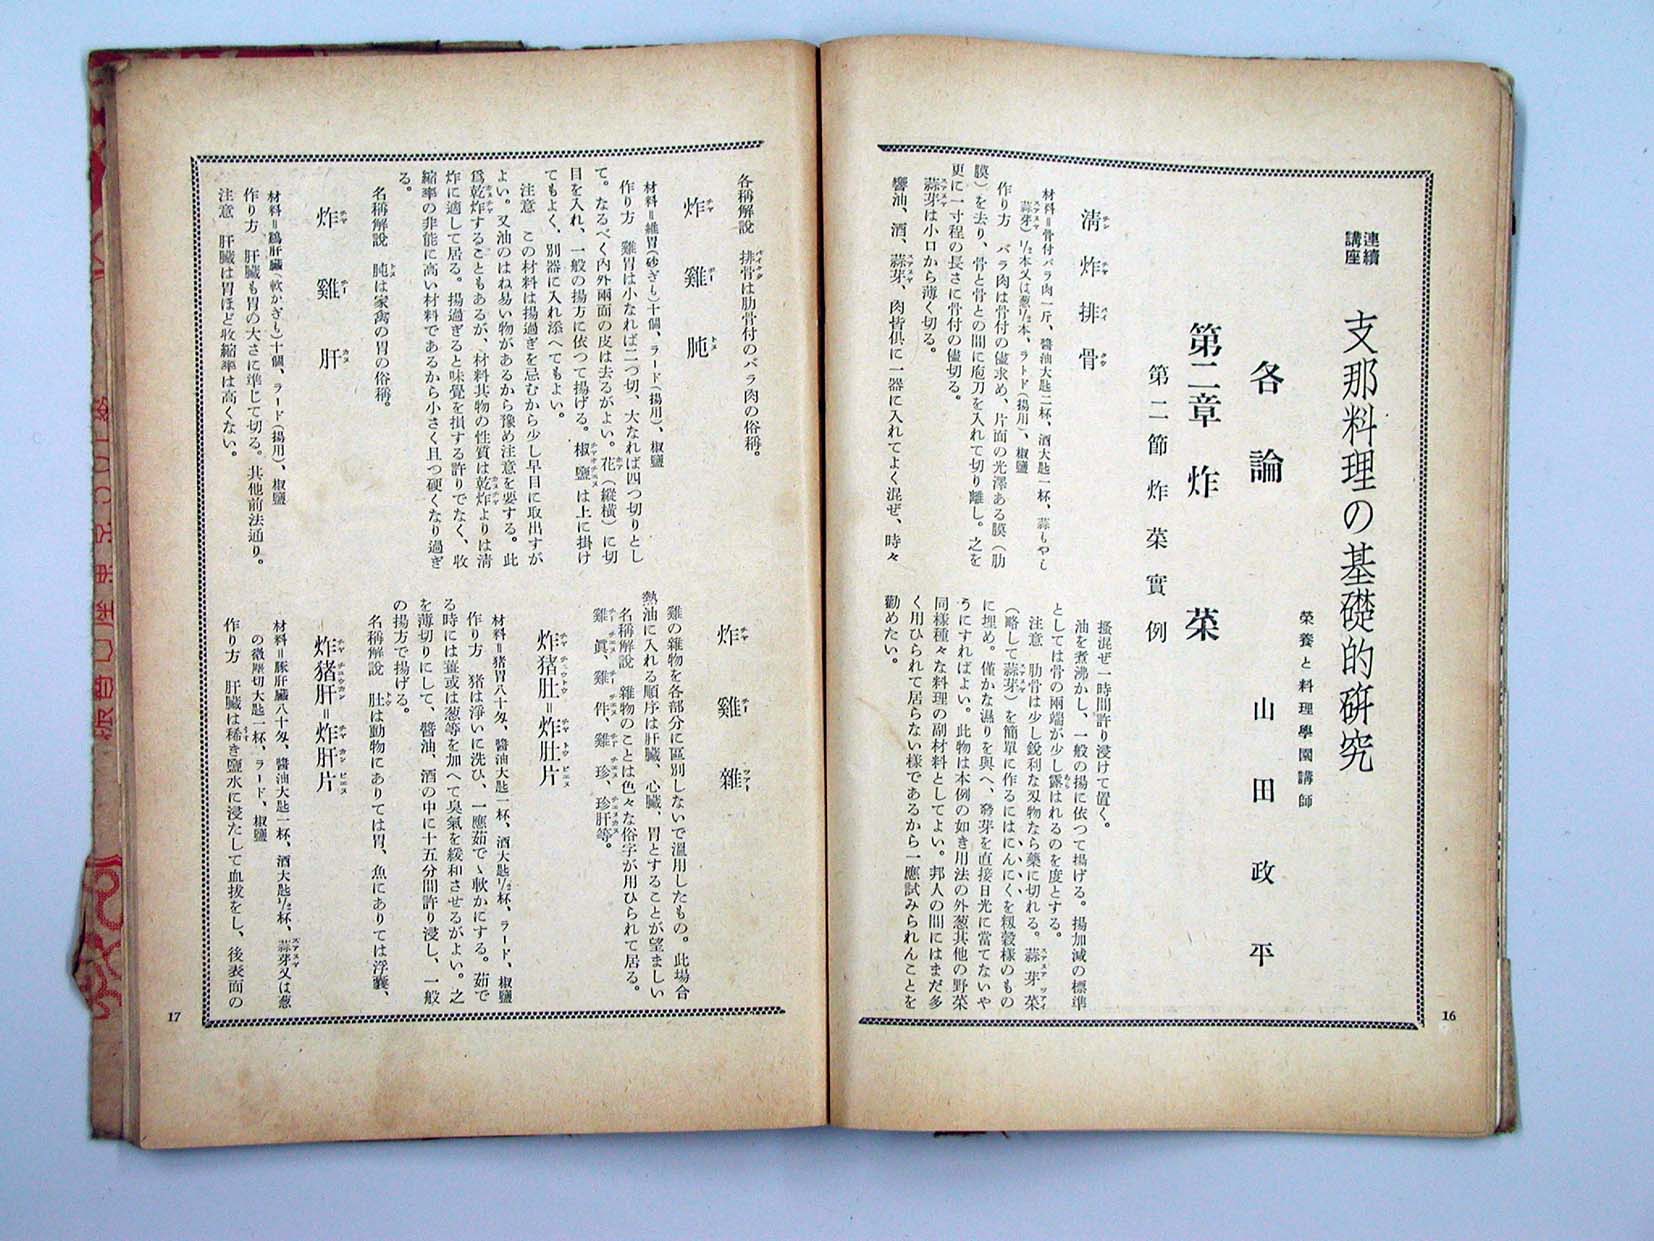 連續
講座
支那料理の基礎的研究
榮養と料理學園講師
山田政平
各論
第二章 炸菜
第二節 炸菜實例
淸炸排骨
材料=骨付バラ肉一斤、醬油大匙二杯、酒大匙一杯、蒜もやし
(蒜芽)½本又は葱½本、ラード(揚用)、椒鹽
作り方 バラ肉は骨付の儘求め、片面の光澤ある膜(肋
膜)を去り、骨と骨との間に庖刀を入れて切り離し。之を
更に一寸程の長さに骨付の儘切る。
蒜芽は小口から薄く切る。
醬油、酒、蒜芽、肉皆俱に一器に入れてよく混ぜ、時々
搔混ぜ一時間許り浸けて置く。
油を煮沸かし、一般の揚に依つて揚げる。揚加減の標準
としては骨の兩端が少し露はれるのを度とする。
注意 肋骨は少し銳利な刄物なら藥に切れる。蒜芽菜
(略して蒜芽)を簡單に作るにはにんにくを籾殼樣のもの
に埋め。僅かな濕りを與へ、發芽を直接日光に當てないや
うにすればよい。此物は本例の如き用法の外葱其他の野菜
同樣種々な料理の副材料としてよい。邦人の間にはまだ多
く用ひられて居らない樣であるから一應試みられんことを
勸めたい。
16
各稱解說 排骨は肋骨付のバラ肉の俗稱。
炸雞肫
材料=雞胃(砂ぎも)十個、ラード(揚用)、椒鹽
作り方 雞胃は小なれば二つ切、大なれば四つ切りとし
て。なるべく內外兩面の皮は去るがよい。花(縱橫)に切
目を入れ、一般の揚方に依つて揚げる。椒鹽は上に掛け
てもよく、別器に入れ添へてもよい。
注意 この材料は揚過ぎを忌むから少し早目に取出すが
よい。又油のはね易い物があるから豫め注意を要する。此
爲乾炸することもあるが、材料其物の性質は乾炸よりは淸
炸に適して居る。揚過ぎると味覺を損する許りでなく、收
縮率の非能に高い材料であるから小さく且つ硬くなり過ぎ
る。
名稱解說 肫は家禽の胃の俗稱。
炸雞肝
材料=鷄肝臟(軟かぎも)十個、ラード(揚用)、椒鹽
作り方 肝臟も胃の大さに準じて切る。其他前法通り。
注意 肝臟は胃ほど收縮率は高くない。
炸雞雜
雞の雜物を各部分に區別しないで混用したもの。此場合
熱油に入れる順序は肝臟、心臟、胃とすることが望ましい
名稱解說 雜物のことは色々な俗字が用ひられて居る。
雞眞、雞件、雞珍、珍肝等。
炸猪肚=炸肚片
材料=猪胃八十匁、醬油大匙一杯、酒大匙½杯、ラード、椒鹽
作り方 猪は淨いに洗ひ、一應茹でゝ軟かにする。茹で
る時には薑或は葱等を加へて臭氣を緩和させるがよい。之
を薄切りにして、醬油、酒の中に十五分間許り浸し、一般
の揚方で揚げる。
名稱解說 肚は動物にありては胃、魚にありては浮囊、
炸猪肝=炸肝片
材料=豚肝臟八十匁、醬油大匙一杯、酒大匙½杯、蒜芽又は葱
の微塵切大匙一杯、ラード、椒鹽
作り方 肝臟は稀き鹽水に浸たして血拔をし、後表面の
17